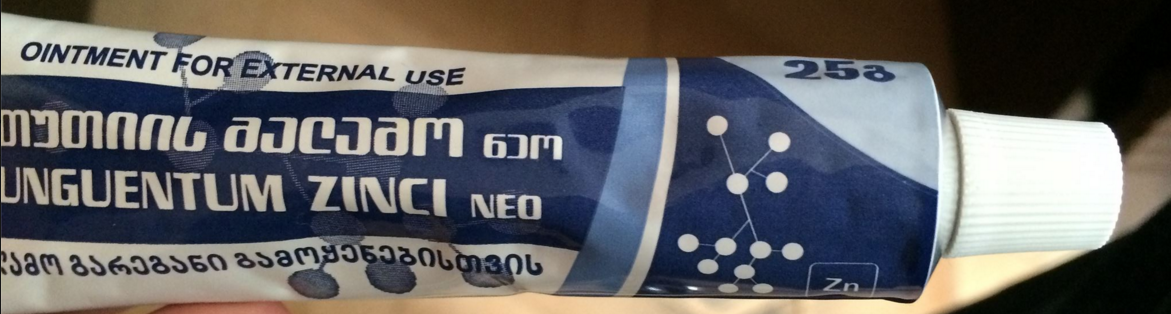 OINTMENT FOR EXTERNAL USE
25გ
თუთიის მალამო ნეო
UNGUENTUM ZINCI NEO
გარეგანი გამოყენებისთვის
Zn